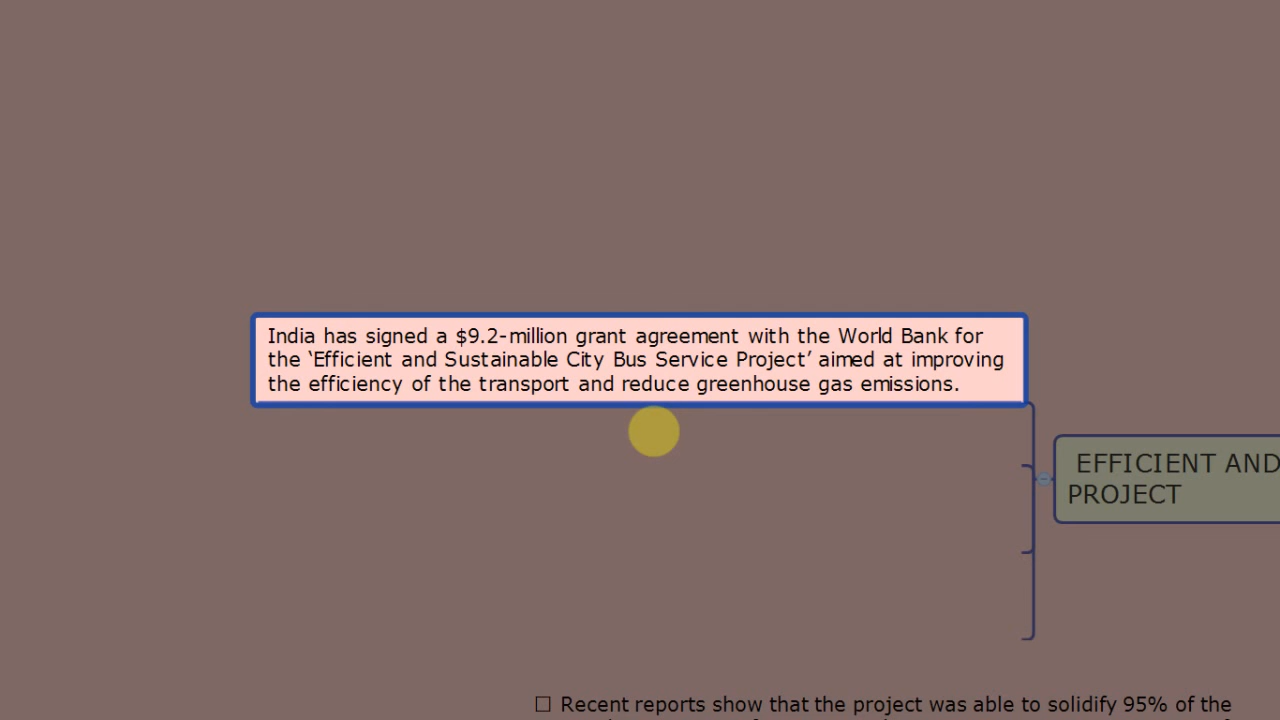 India has signed a $9.2-million grant agreement with the World Bank for
the ‘Efficient and Sustainable City Bus Service Project’ aimed at improving
the efficiency of the transport and reduce greenhouse gas emissions.
EFFICIENT AND
PROJECT
☐ Recent reports show that the project was able to solidify 95% of the